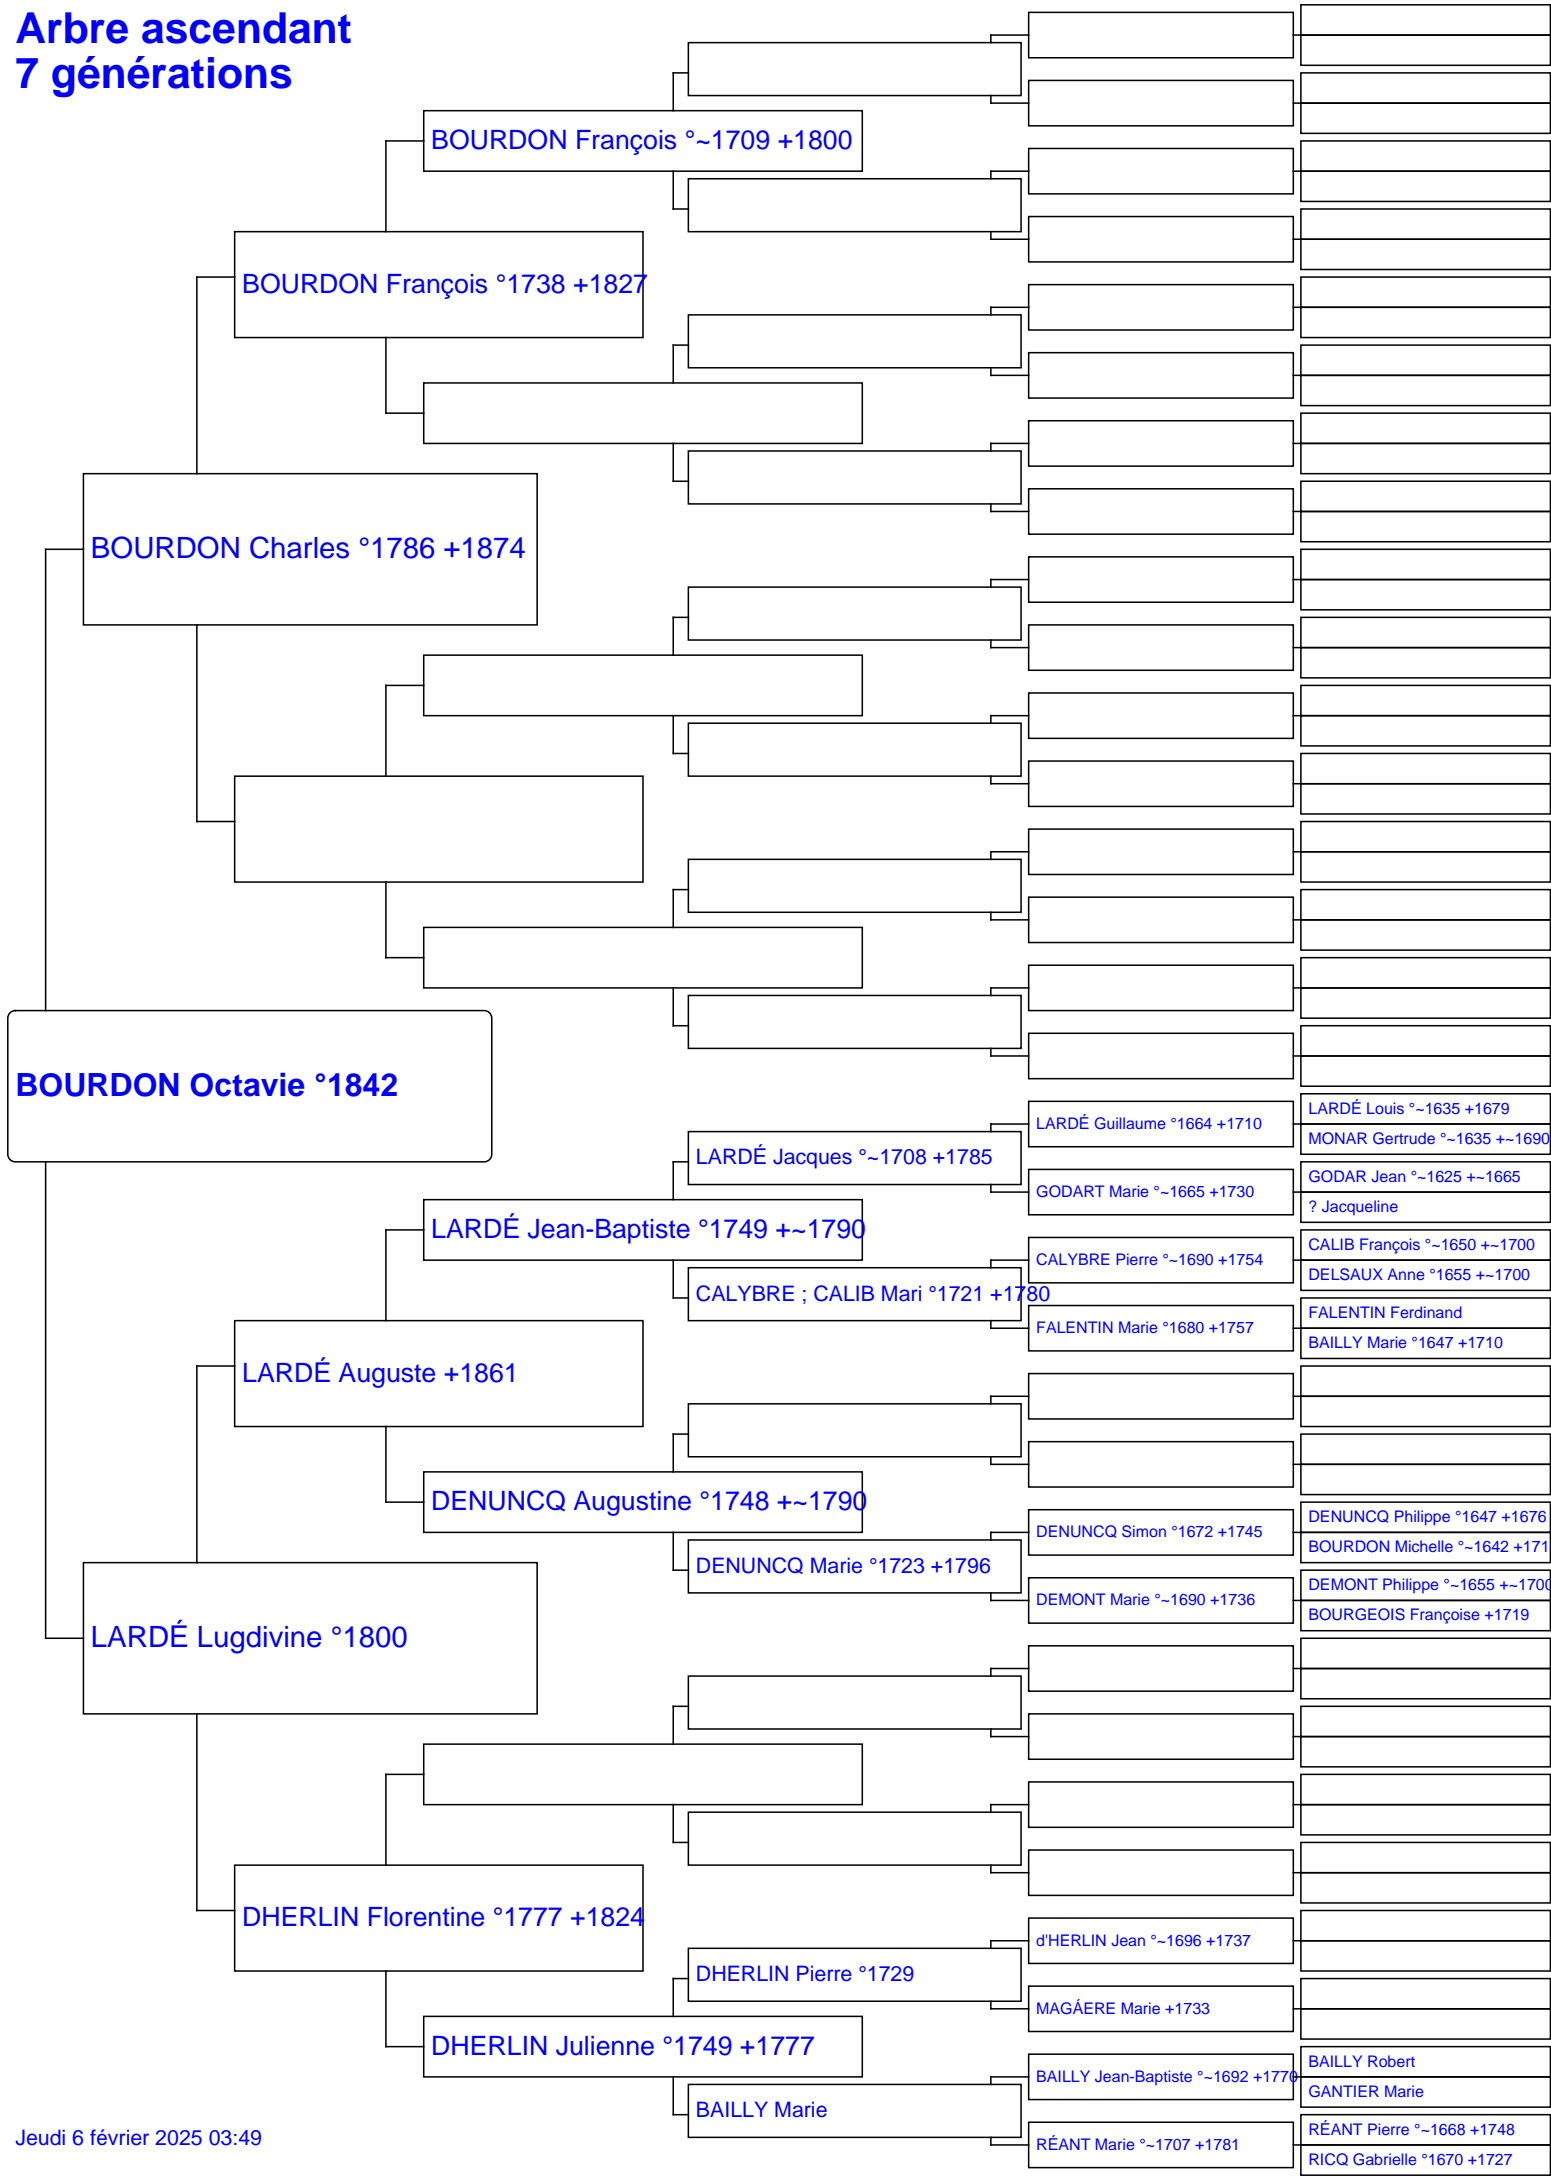 Arbre ascendant
7 générations
BOURDON François °~1709 +1800
BOURDON François °1738 +1827
BOURDON Charles °1786 +1874
BOURDON Octavie °1842
LARDÉ Louis °~1635 +1679
LARDÉ Guillaume °1664 +1710
MONAR Gertrude °~1635 +~1690
LARDÉ Jacques °~1708 +1785
GODAR Jean °~1625 +~1665
GODART Marie °~1665 +1730
? Jacqueline
LARDÉ Jean-Baptiste °1749 +~1790
CALIB François °~1650 +~1700
CALYBRE Pierre °~1690 +1754
DELSAUX Anne °1655 +~1700
CALYBRE ; CALIB Mari °1721 +1780
FALENTIN Ferdinand
FALENTIN Marie °1680 +1757
BAILLY Marie °1647 +1710
LARDÉ Auguste +1861
DENUNCQ Augustine °1748 +~1790
DENUNCQ Philippe °1647 +1676
DENUNCQ Simon °1672 +1745
BOURDON Michelle °~1642 +171
DENUNCQ Marie °1723 +1796
DEMONT Philippe °~1655 +~1700
DEMONT Marie °~1690 +1736
BOURGEOIS Françoise +1719
LARDÉ Lugdivine °1800
DHERLIN Florentine °1777 +1824
d'HERLIN Jean °~1696 +1737
DHERLIN Pierre °1729
MAGÁERE Marie +1733
DHERLIN Julienne °1749 +1777
BAILLY Robert
BAILLY Jean-Baptiste °~1692 +1770
GANTIER Marie
BAILLY Marie
RÉANT Pierre °~1668 +1748
RÉANT Marie °~1707 +1781
RICQ Gabrielle °1670 +1727
Jeudi 6 février 2025 03:49